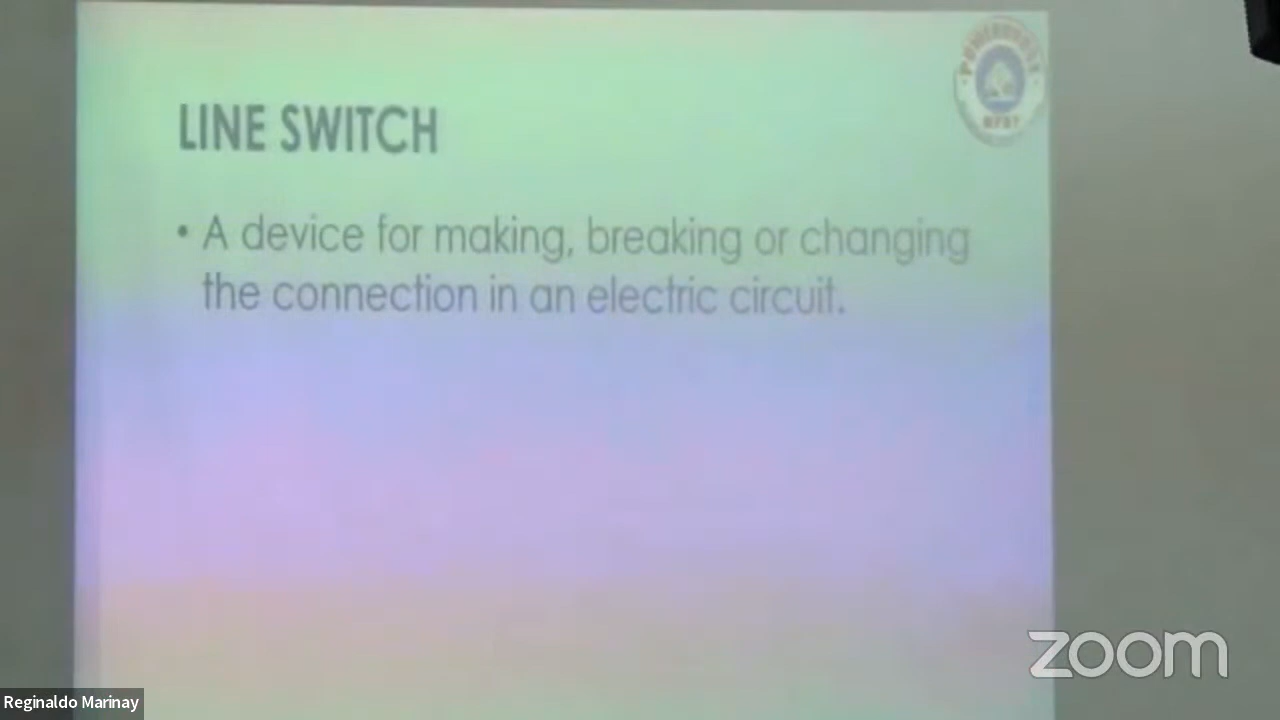 LINE SWITCH
• A device for making, breaking or changing
the connection in an electric circuit.
zoom
Reginaldo Marinay